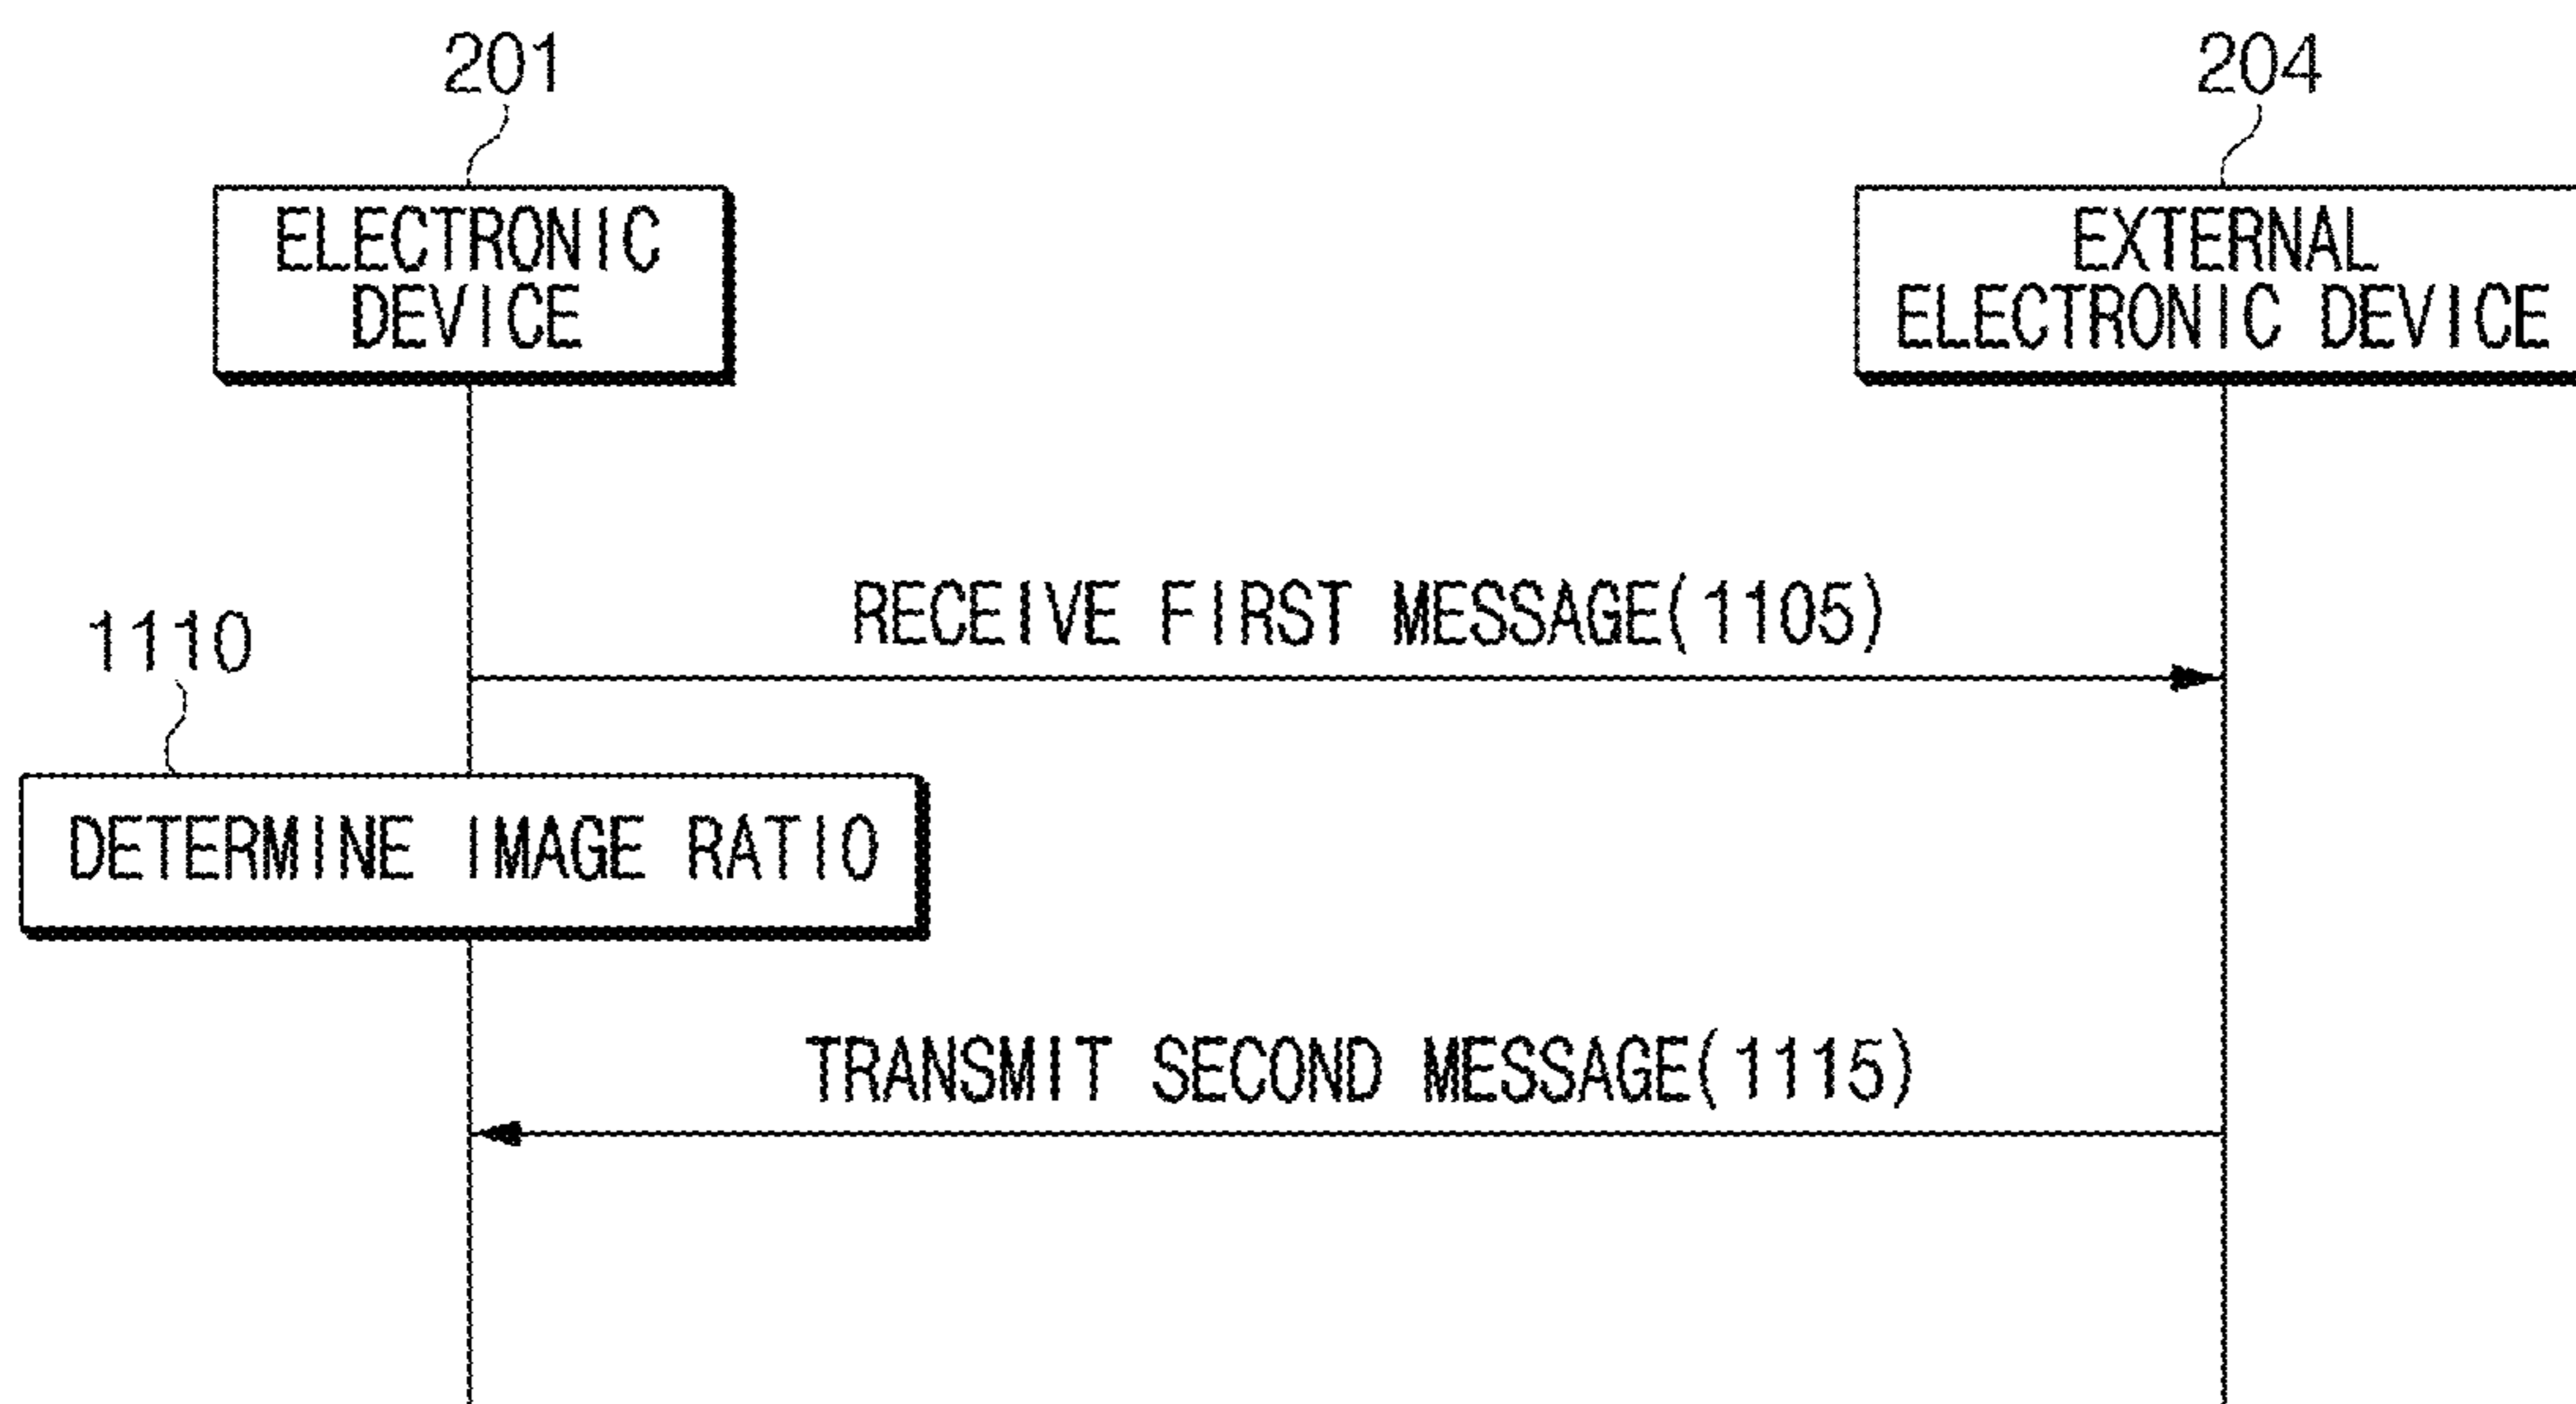 201
204
ELECTRONIC
DEVICE
EXTERNAL
ELECTRONIC DEVICE
RECEIVE FIRST MESSAGE(1105)
1110
DETERMINE IMAGE RATIO
TRANSMIT SECOND MESSAGE(1115)